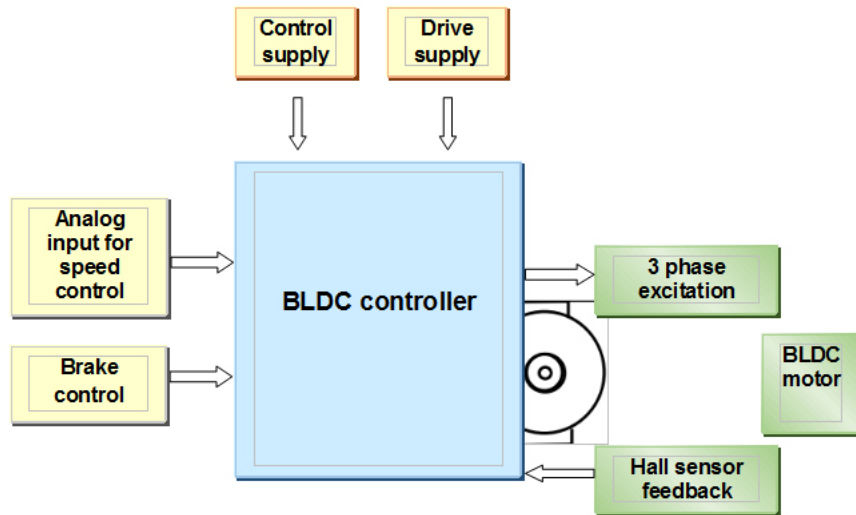 Control
supply
Drive
supply
Analog
input for
speed
control
BLDC controller
3 phase
excitation
Brake
control
BLDC
motor
Hall sensor
feedback